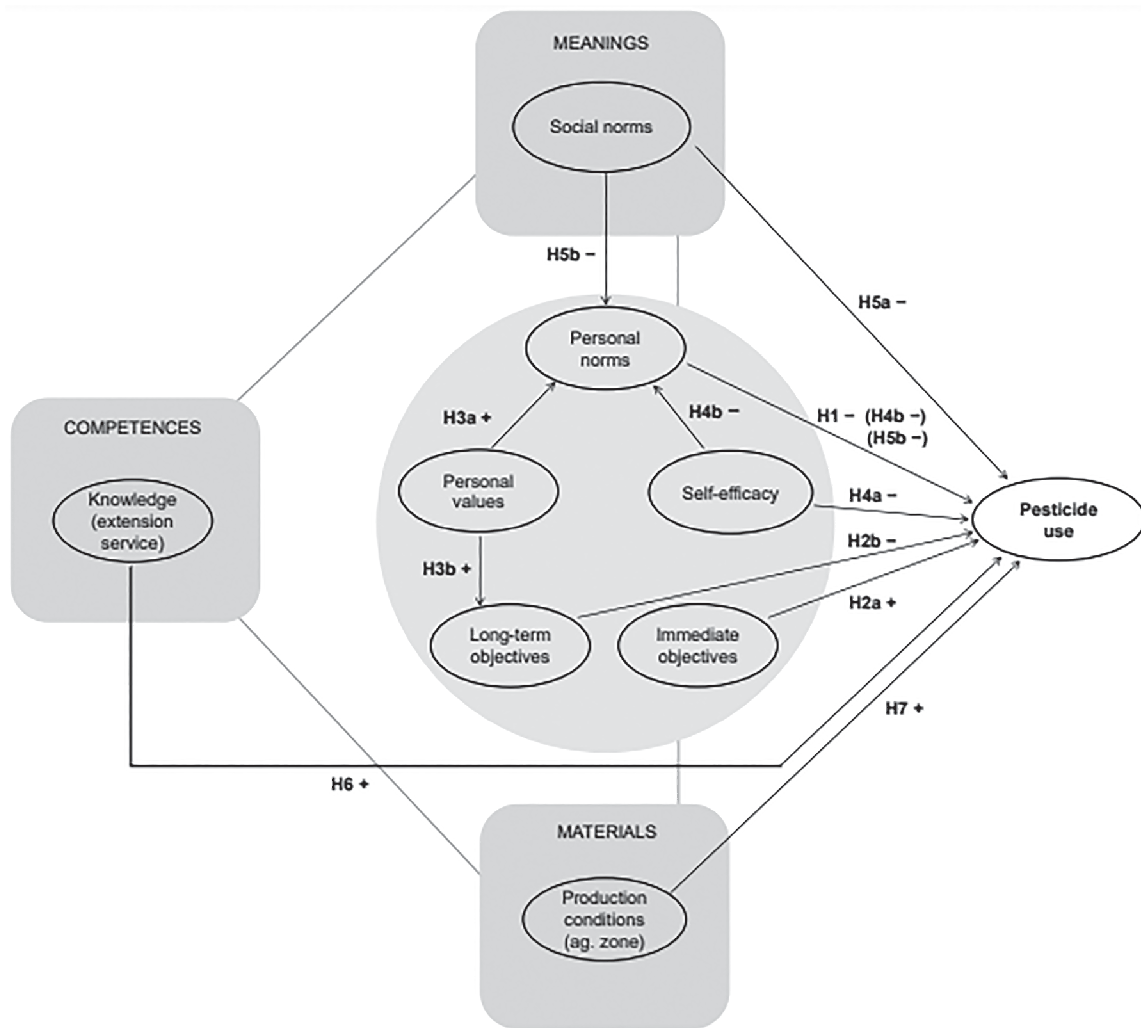 MEANINGS
Social norms
H5b −
H5a −
Personal
norms
H3a +
H4b −
H1 − (H4b −)
(H5b −)
COMPETENCES
Knowledge
(extension
service)
Personal
values
Self-efficacy
H4a −
Pesticide
use
H3b +
H2b −
H2a +
Long-term
objectives
Immediate
objectives
H7 +
H6 +
MATERIALS
Production
conditions
(ag. zone)